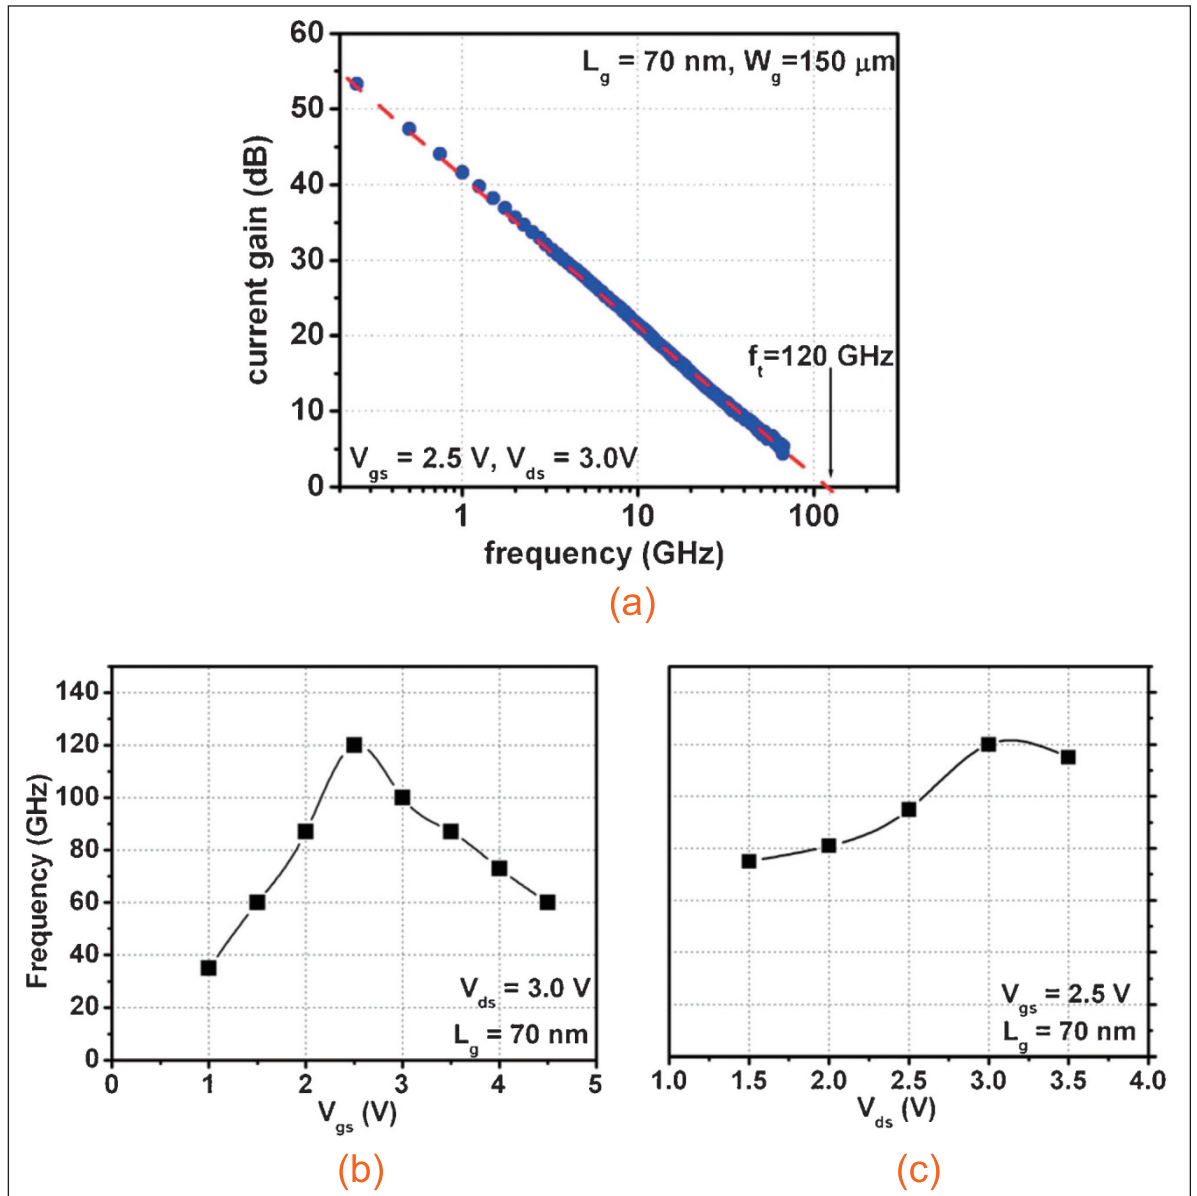 60
50
40
30
20
10
0
current gain (dB)
L_g = 70 nm, W_g=150 μm
f_t=120 GHz
V_gs = 2.5 V, V_ds = 3.0V
1 10 100
frequency (GHz)
(a)
140
120
100
80
60
40
20
0
Frequency (GHz)
V_ds = 3.0 V
L_g = 70 nm
0 1 2 3 4 5
V_gs (V)
(b)
V_gs = 2.5 V
L_g = 70 nm
1.0 1.5 2.0 2.5 3.0 3.5 4.0
V_ds (V)
(c)